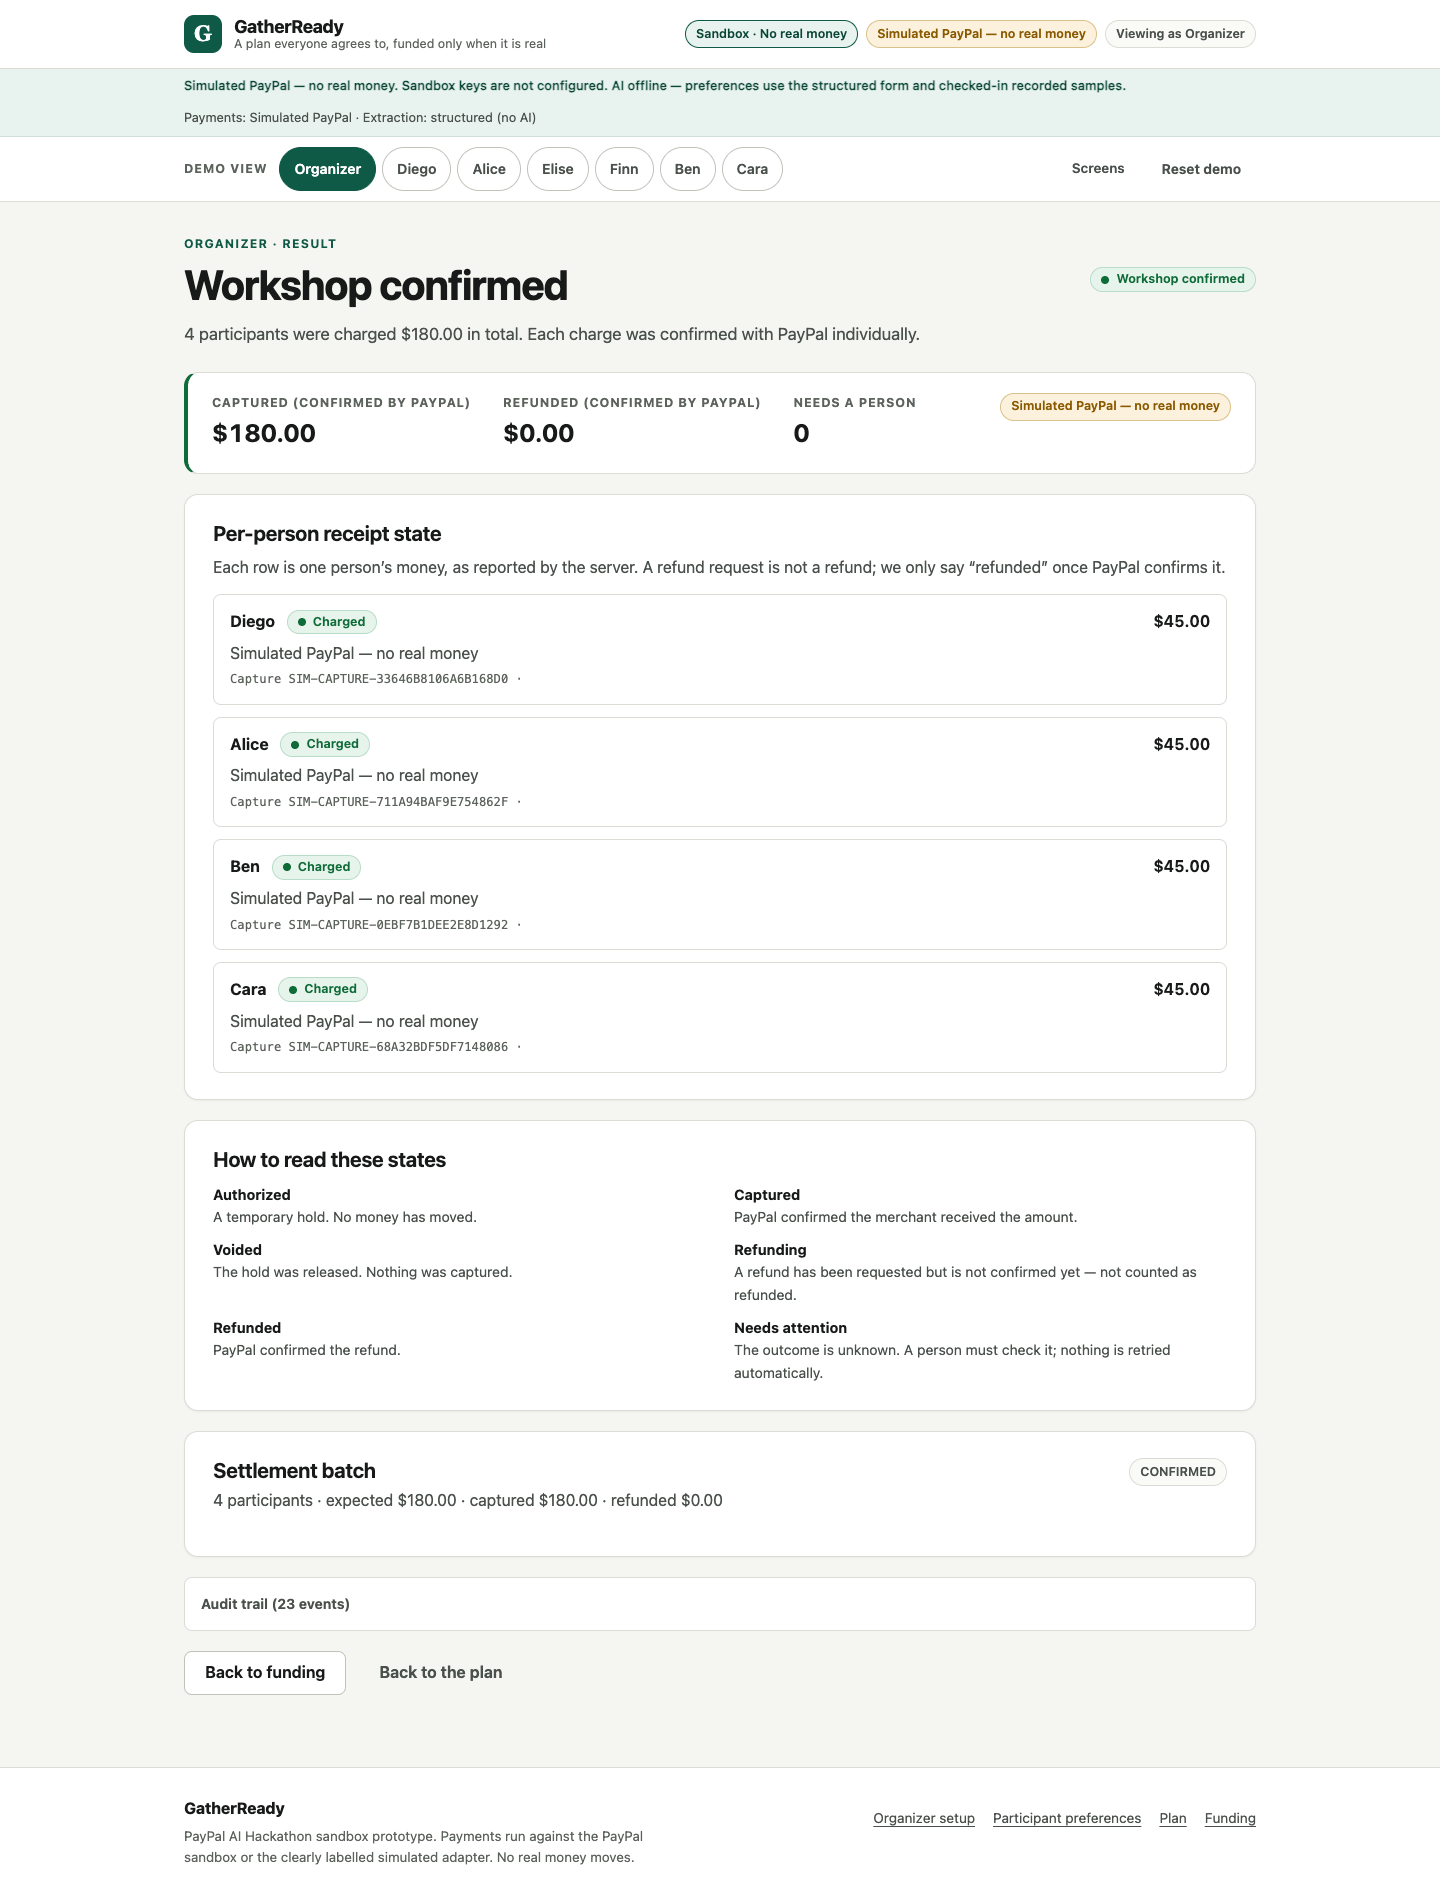 G
GatherReady
A plan everyone agrees to, funded only when it is real
Sandbox · No real money
Simulated PayPal — no real money
Viewing as Organizer
Simulated PayPal — no real money. Sandbox keys are not configured. AI offline — preferences use the structured form and checked-in recorded samples.
Payments: Simulated PayPal · Extraction: structured (no AI)
DEMO VIEW
Organizer
Diego
Alice
Elise
Finn
Ben
Cara
Screens
Reset demo
ORGANIZER · RESULT
Workshop confirmed
Workshop confirmed
4 participants were charged $180.00 in total. Each charge was confirmed with PayPal individually.
CAPTURED (CONFIRMED BY PAYPAL)
$180.00
REFUNDED (CONFIRMED BY PAYPAL)
$0.00
NEEDS A PERSON
0
Simulated PayPal — no real money
Per-person receipt state
Each row is one person’s money, as reported by the server. A refund request is not a refund; we only say “refunded” once PayPal confirms it.
Diego
Charged
$45.00
Simulated PayPal — no real money
Capture SIM-CAPTURE-33646B8106A6B168D0 ·
Alice
Charged
$45.00
Simulated PayPal — no real money
Capture SIM-CAPTURE-711A94BAF9E754862F ·
Ben
Charged
$45.00
Simulated PayPal — no real money
Capture SIM-CAPTURE-0EBF7B1DEE2E8D1292 ·
Cara
Charged
$45.00
Simulated PayPal — no real money
Capture SIM-CAPTURE-68A32BDF5DF7148086 ·
How to read these states
Authorized
A temporary hold. No money has moved.
Captured
PayPal confirmed the merchant received the amount.
Voided
The hold was released. Nothing was captured.
Refunding
A refund has been requested but is not confirmed yet — not counted as
refunded.
Refunded
PayPal confirmed the refund.
Needs attention
The outcome is unknown. A person must check it; nothing is retried
automatically.
Settlement batch
CONFIRMED
4 participants · expected $180.00 · captured $180.00 · refunded $0.00
Audit trail (23 events)
Back to funding
Back to the plan
GatherReady
PayPal AI Hackathon sandbox prototype. Payments run against the PayPal
sandbox or the clearly labelled simulated adapter. No real money moves.
Organizer setup
Participant preferences
Plan
Funding